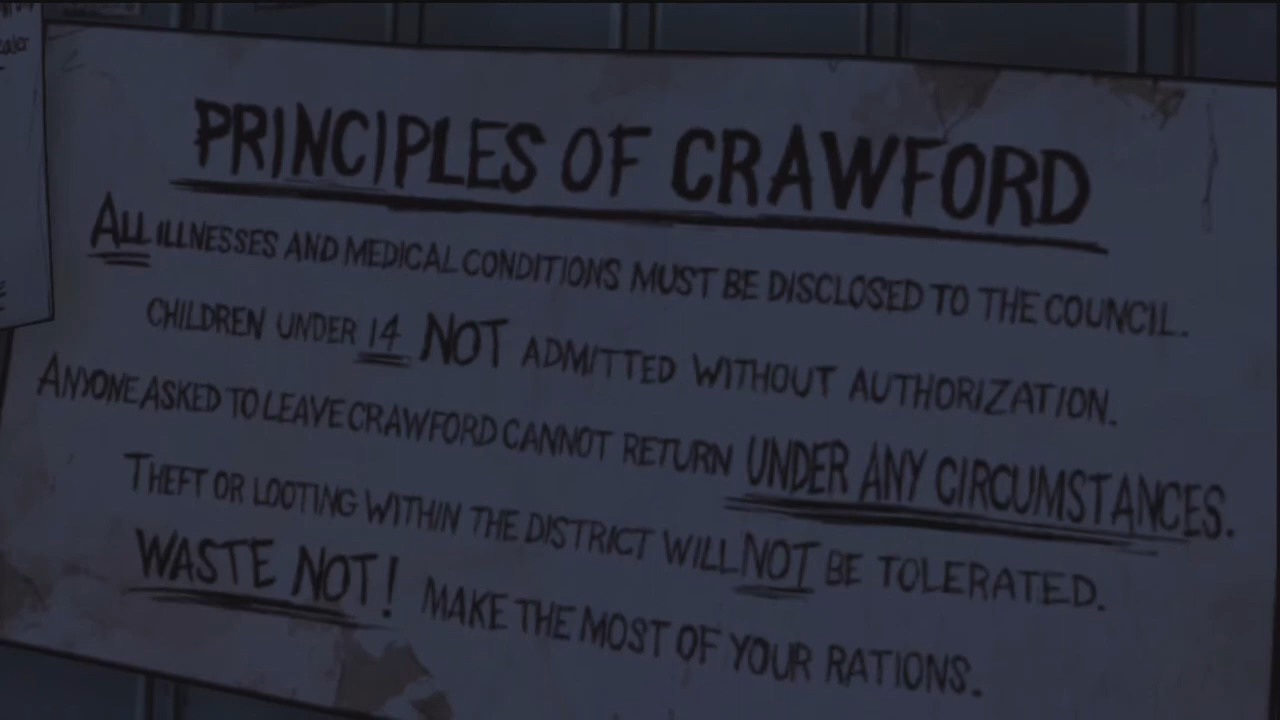 PRINCIPLES OF CRAWFORD
ALL ILLNESSES AND MEDICAL CONDITIONS MUST BE DISCLOSED TO THE COUNCIL.
CHILDREN UNDER 14 NOT ADMITTED WITHOUT AUTHORIZATION.
ANYONE ASKED TO LEAVE CRAWFORD CANNOT RETURN UNDER ANY CIRCUMSTANCES.
THEFT OR LOOTING WITHIN THE DISTRICT WILL NOT BE TOLERATED.
WASTE NOT! MAKE THE MOST OF YOUR RATIONS.